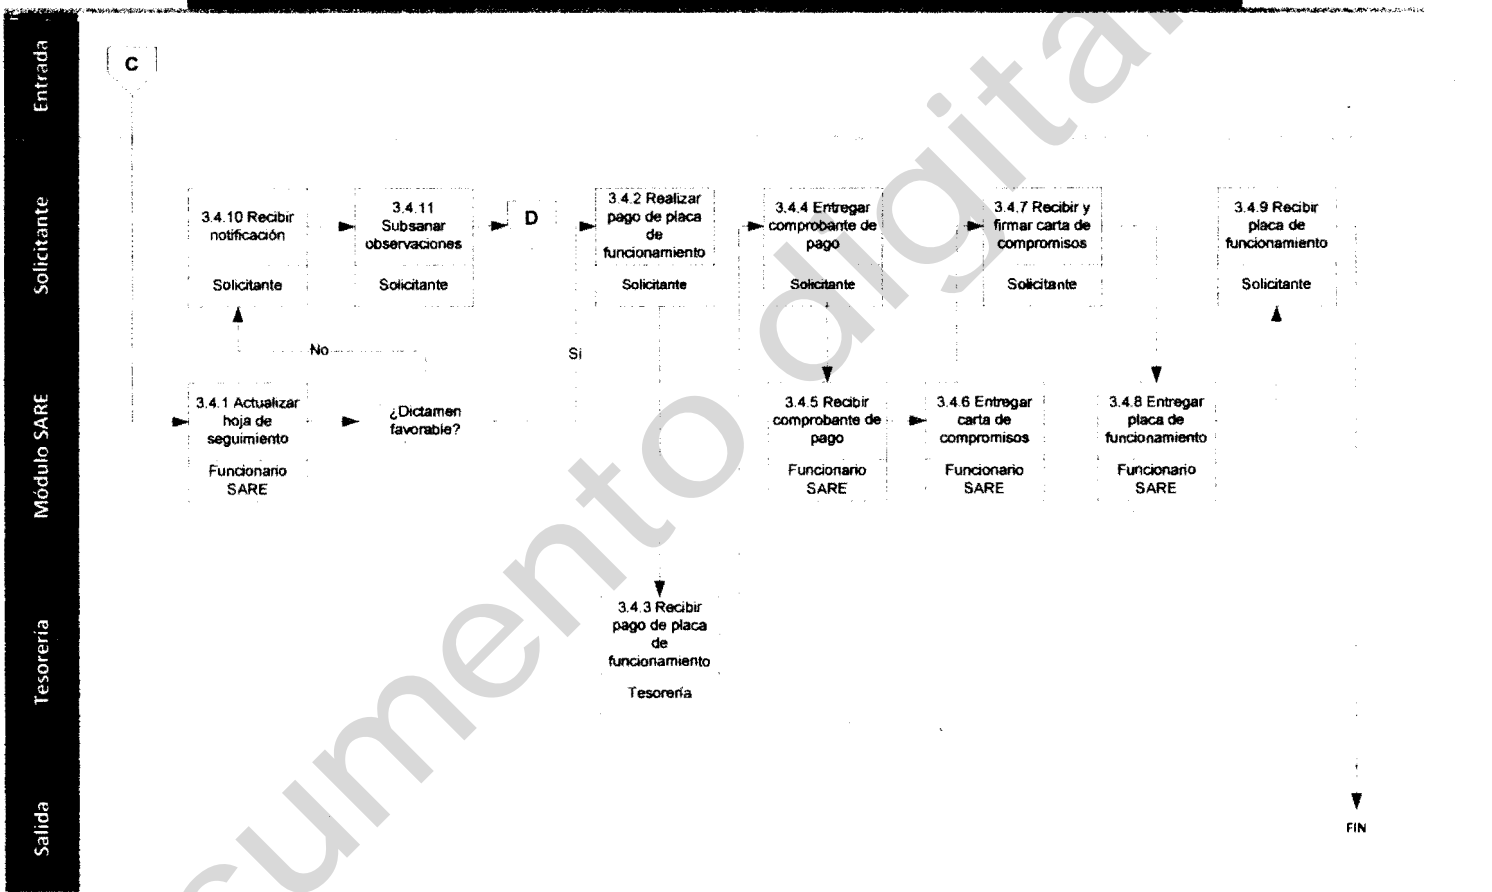 Entrada
C
Solicitante
3.4.10 Recibir
notificación
Solicitante
3.4.11
Subsanar
observaciones
Solicitante
D
3.4.2 Realizar
pago de placa
de
funcionamiento
Solicitante
3.4.4 Entregar
comprobante de
pago
Solicitante
3.4.7 Recibir y
firmar carta de
compromisos
Solicitante
3.4.9 Recibir
placa de
funcionamiento
Solicitante
No
Sí
Módulo SARE
3.4.1 Actualizar
hoja de
seguimiento
Funcionario
SARE
¿Dictamen
favorable?
3.4.5 Recibir
comprobante de
pago
Funcionario
SARE
3.4.6 Entregar
carta de
compromisos
Funcionario
SARE
3.4.8 Entregar
placa de
funcionamiento
Funcionario
SARE
Tesorería
3.4.3 Recibir
pago de placa
de
funcionamiento
Tesorería
Salida
FIN
cumento digital